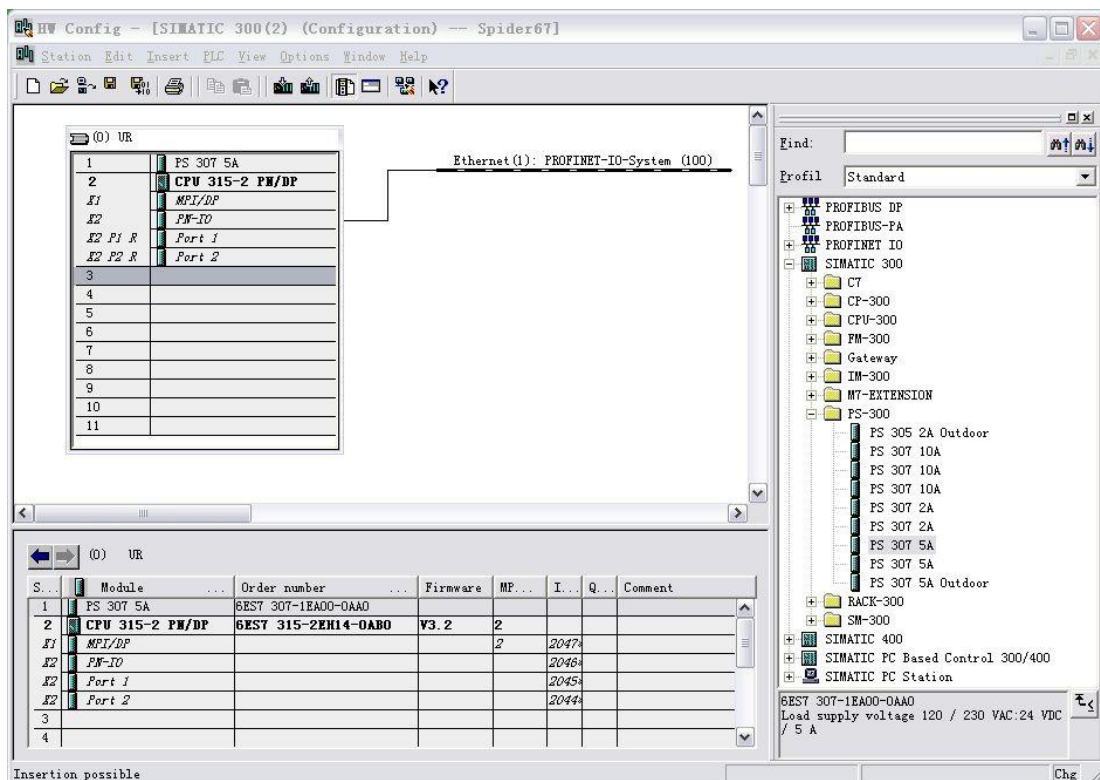 HW Config - [SIMATIC 300(2) (Configuration) -- Spider67]
Station Edit Insert PLC View Options Window Help
(0) UR
1 PS 307 5A
2 CPU 315-2 PN/DP
X1 MPI/DP
X2 PN-IO
X2 P1 R Port 1
X2 P2 R Port 2
3
4
5
6
7
8
9
10
11
Ethernet(1): PROFINET-IO-System (100)
Find:
Profil Standard
PROFIBUS DP
PROFIBUS-PA
PROFINET IO
SIMATIC 300
C7
CP-300
CPU-300
FM-300
Gateway
IM-300
M7-EXTENSION
PS-300
PS 305 2A Outdoor
PS 307 10A
PS 307 10A
PS 307 10A
PS 307 2A
PS 307 2A
PS 307 5A
PS 307 5A
PS 307 5A Outdoor
RACK-300
SM-300
SIMATIC 400
SIMATIC PC Based Control 300/400
SIMATIC PC Station
6ES7 307-1EA00-0AA0
Load supply voltage 120 / 230 VAC:24 VDC
/ 5 A
(0) UR
S... Module ... Order number ... Firmware MP... I... Q... Comment
1 PS 307 5A 6ES7 307-1EA00-0AA0
2 CPU 315-2 PN/DP 6ES7 315-2EH14-0AB0 V3.2 2
X1 MPI/DP 2 2047*
X2 PN-IO 2046*
X2 Port 1 2045*
X2 Port 2 2044*
3
4
Insertion possible
Chg